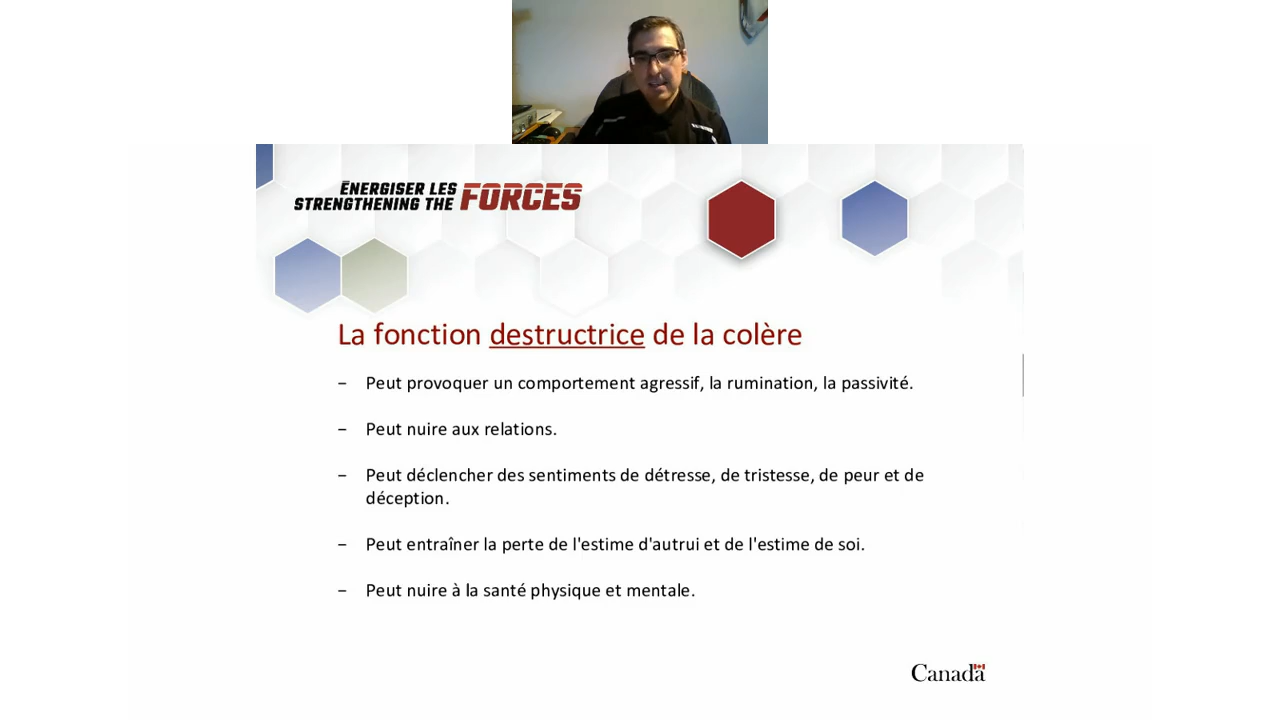 ÉNERGISER LES
STRENGTHENING THE FORCES
La fonction destructrice de la colère
− Peut provoquer un comportement agressif, la rumination, la passivité.
− Peut nuire aux relations.
− Peut déclencher des sentiments de détresse, de tristesse, de peur et de
déception.
− Peut entraîner la perte de l'estime d'autrui et de l'estime de soi.
− Peut nuire à la santé physique et mentale.
Canada